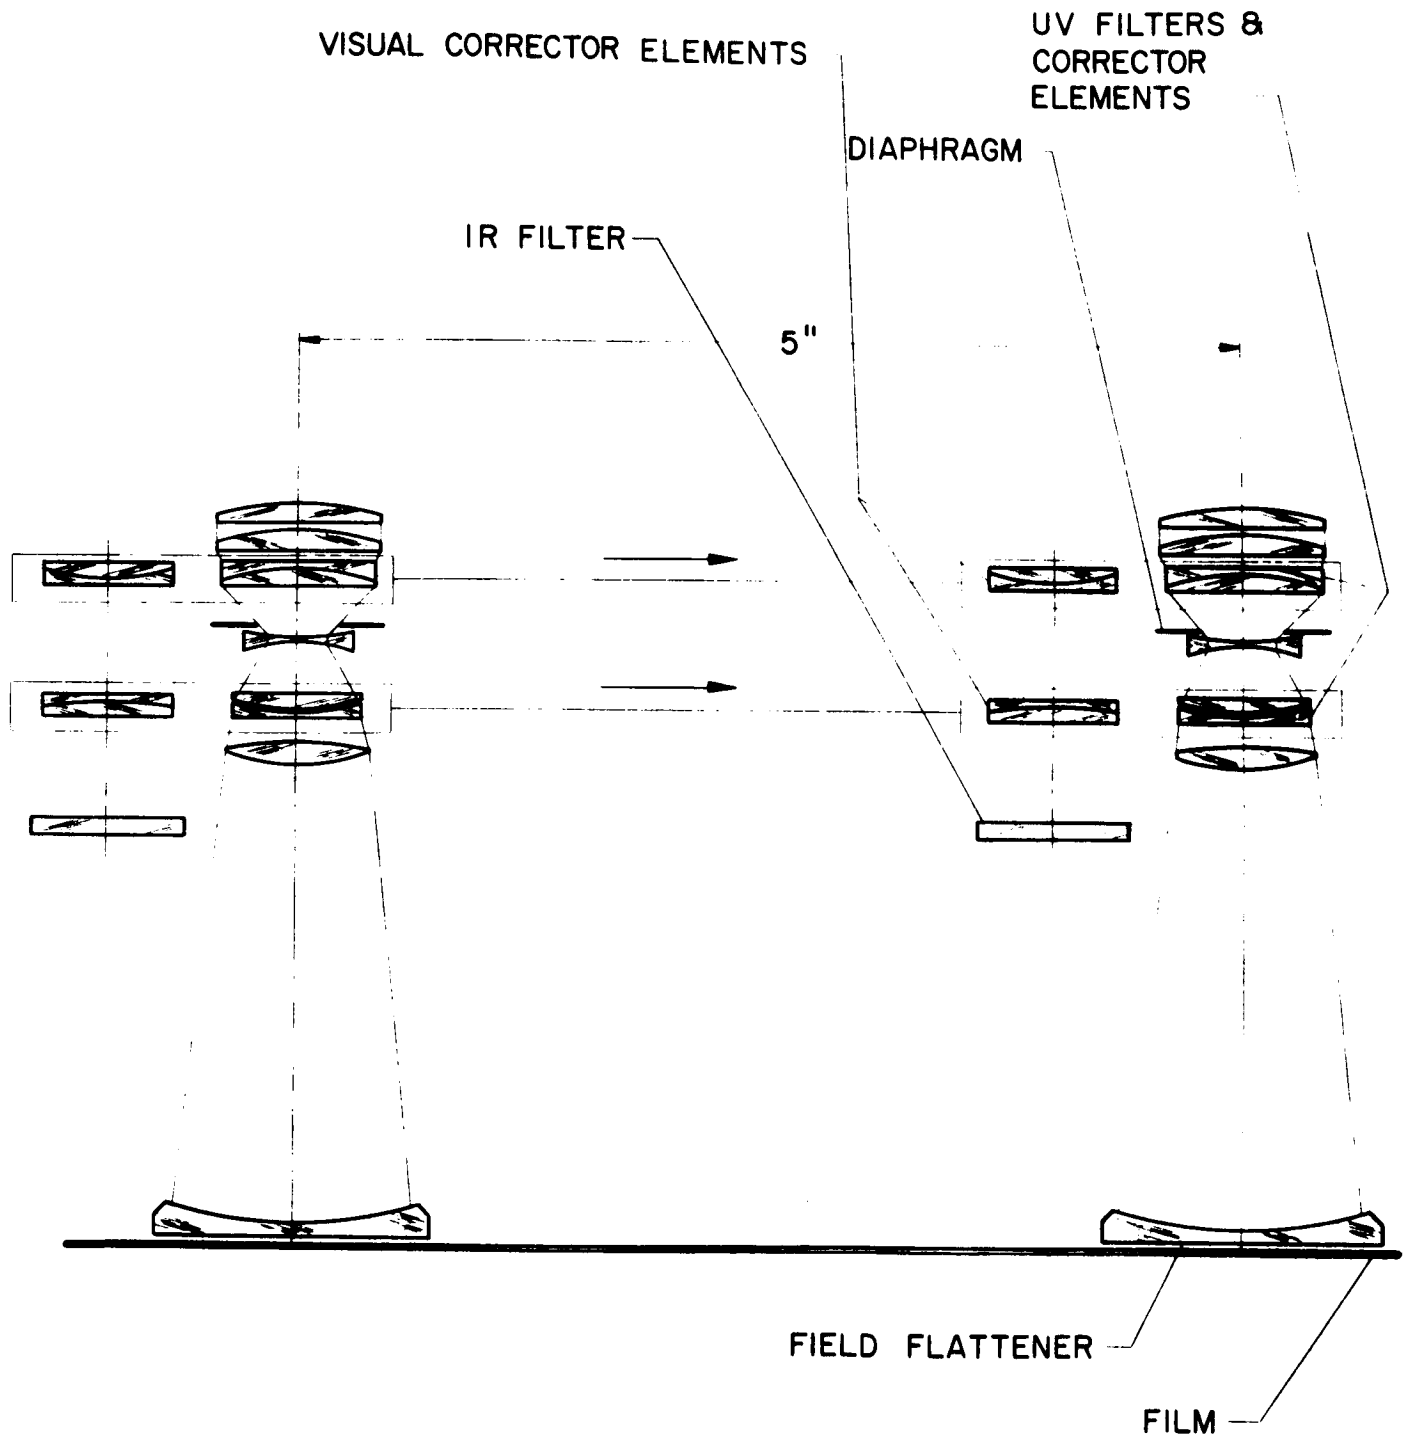 VISUAL CORRECTOR ELEMENTS
UV FILTERS &
CORRECTOR
ELEMENTS
DIAPHRAGM
IR FILTER
5"
FIELD FLATTENER
FILM